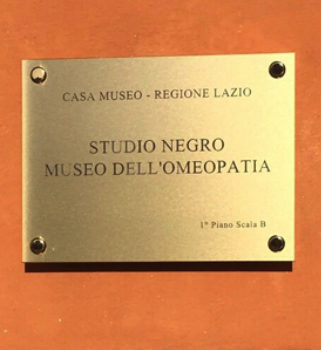 CASA MUSEO - REGIONE LAZIO
STUDIO NEGRO
MUSEO DELL'OMEOPATIA
1° Piano Scala B